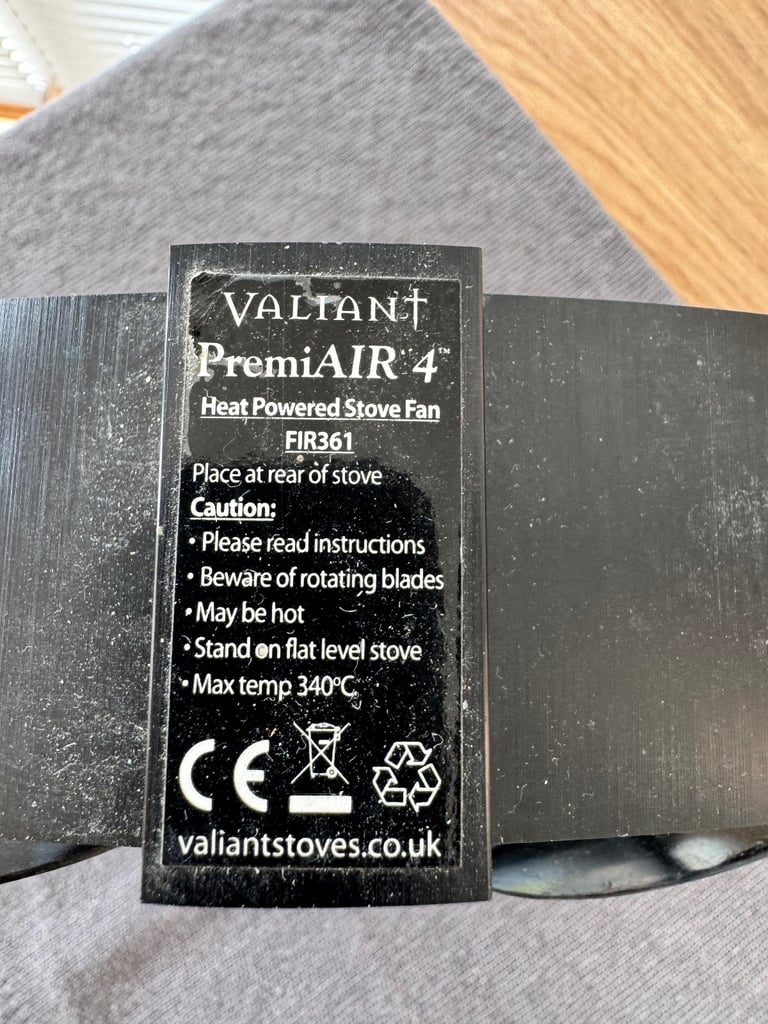 VALIANT
PremiAIR 4™
Heat Powered Stove Fan
FIR361
Place at rear of stove
Caution:
• Please read instructions
• Beware of rotating blades
• May be hot
• Stand on flat level stove
• Max temp 340ºC
CE
valiantstoves.co.uk